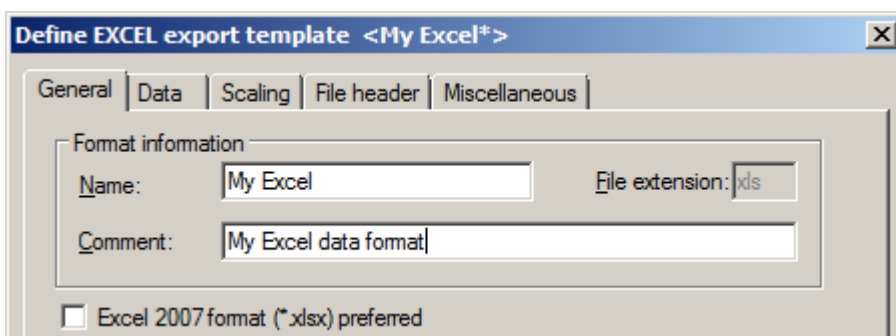 Define EXCEL export template <My Excel*>
General Data Scaling File header Miscellaneous
Format information
Name: My Excel File extension: xls
Comment: My Excel data format
Excel 2007 format (*.xlsx) preferred